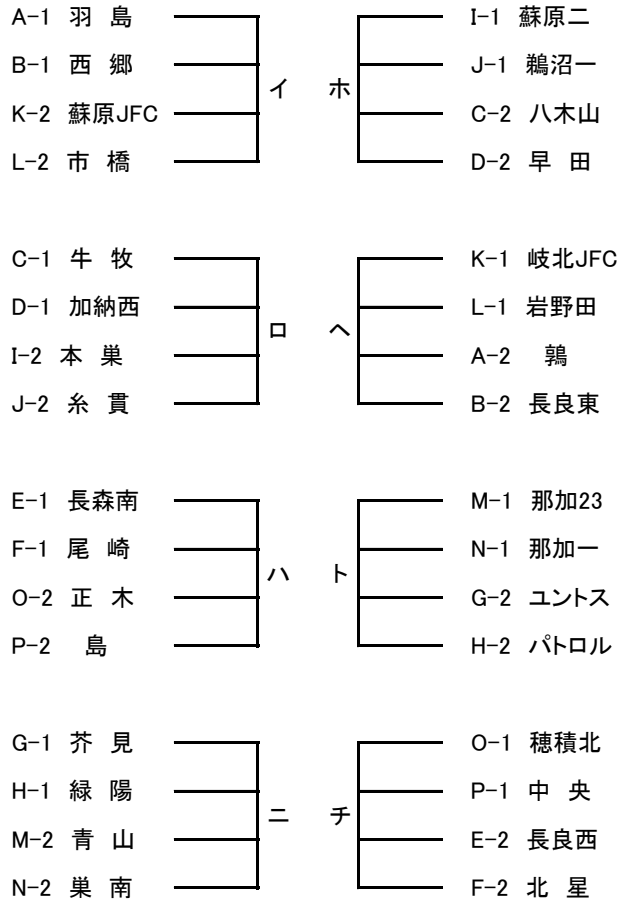 A-1 羽 島
B-1 西 郷
K-2 蘇原JFC
L-2 市 橋
イ
C-1 牛 牧
D-1 加納西
I-2 本 巣
J-2 糸 貫
ロ
E-1 長森南
F-1 尾 崎
O-2 正 木
P-2 島
ハ
G-1 芥 見
H-1 緑 陽
M-2 青 山
N-2 巣 南
ニ
I-1 蘇原二
J-1 鵜沼一
C-2 八木山
D-2 早 田
ホ
K-1 岐北JFC
L-1 岩野田
A-2 鶉
B-2 長良東
ヘ
M-1 那加23
N-1 那加一
G-2 ユントス
H-2 パトロル
ト
O-1 穂積北
P-1 中 央
E-2 長良西
F-2 北 星
チ